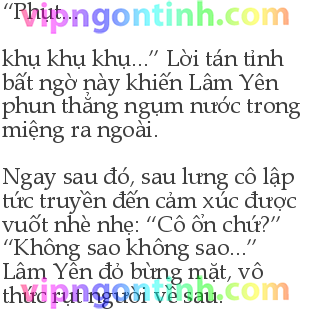 “Phụt...
vipngontinh.com
khụ khụ khụ...” Lời tán tỉnh
bất ngờ này khiến Lâm Yên
phun thẳng ngụm nước trong
miệng ra ngoài.
Ngay sau đó, sau lưng cô lập
tức truyền đến cảm xúc được
vuốt nhè nhẹ: “Cô ổn chứ?”
“Không sao không sao...”
Lâm Yên đỏ bừng mặt, vô
thức rụt người về sau.
vipngontinh.com